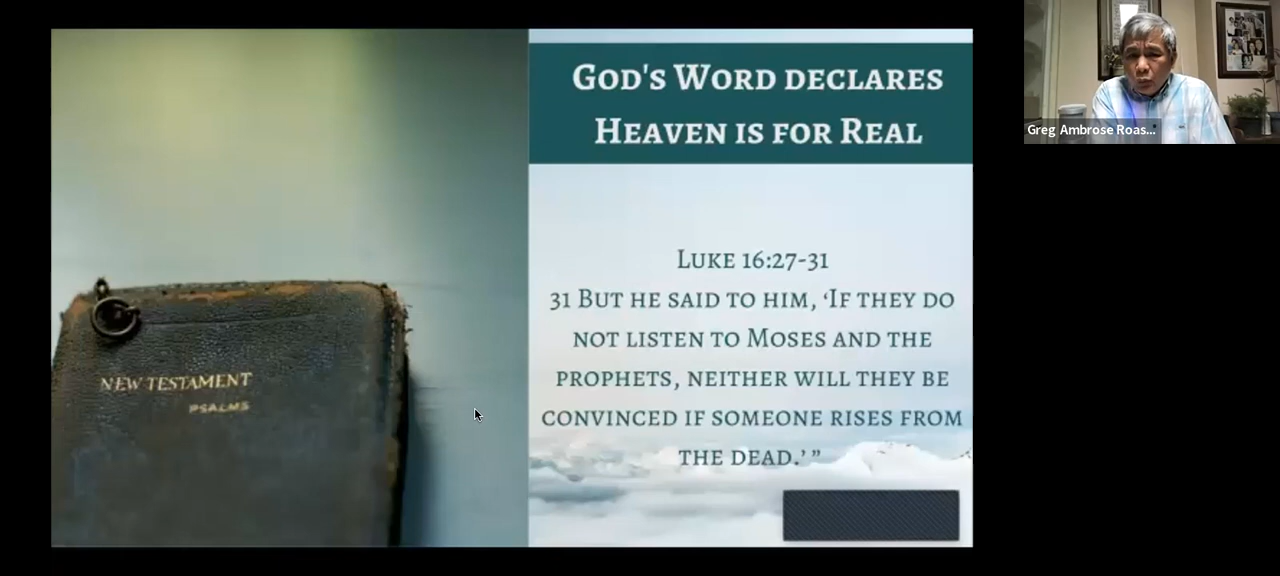 God's Word declares
Heaven is for Real
Luke 16:27-31
31 But he said to him, ‘If they do
not listen to Moses and the
prophets, neither will they be
convinced if someone rises from
the dead.’ ”
NEW TESTAMENT
PSALMS
Greg Ambrose Roas...